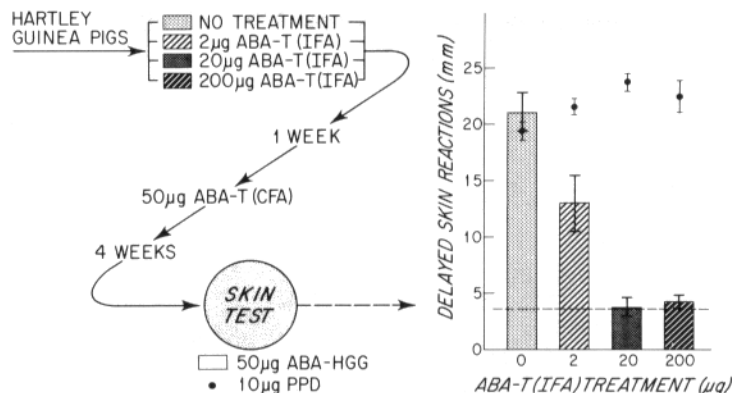 HARTLEY
GUINEA PIGS
NO TREATMENT
2μg ABA-T (IFA)
20μg ABA-T(IFA)
200μg ABA-T(IFA)
1 WEEK
50μg ABA-T (CFA)
4 WEEKS
SKIN
TEST
50μg ABA-HGG
10μg PPD
DELAYED SKIN REACTIONS (mm)
25
20
15
10
5
0
0 2 20 200
ABA-T(IFA)TREATMENT (μg)